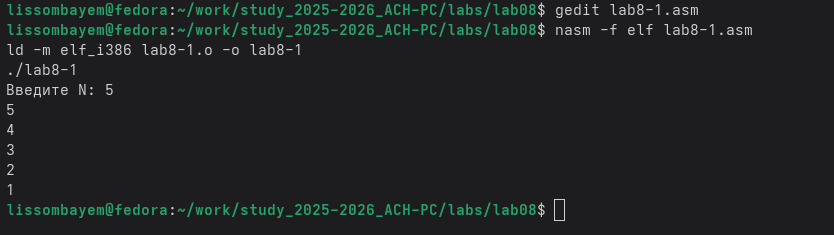 lissombayem@fedora:~/work/study_2025-2026_ACH-PC/labs/lab08$ gedit lab8-1.asm
lissombayem@fedora:~/work/study_2025-2026_ACH-PC/labs/lab08$ nasm -f elf lab8-1.asm
ld -m elf_i386 lab8-1.o -o lab8-1
./lab8-1
Введите N: 5
5
4
3
2
1
lissombayem@fedora:~/work/study_2025-2026_ACH-PC/labs/lab08$